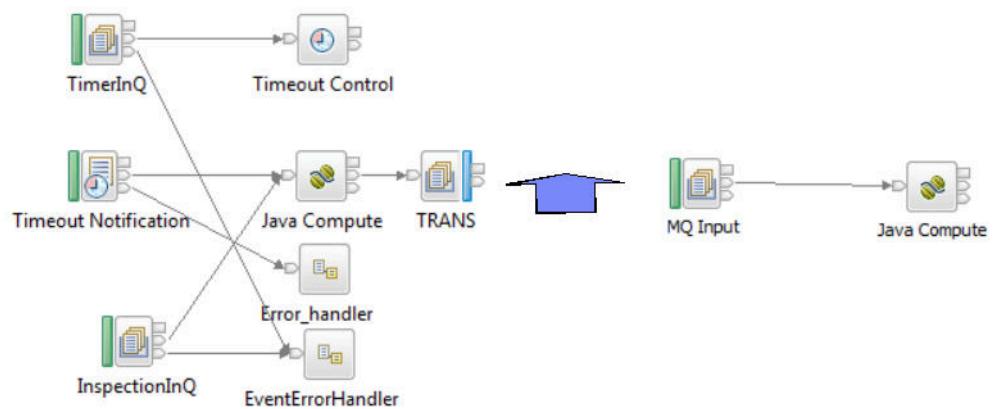 TimerInQ
Timeout Control
Timeout Notification
Java Compute
TRANS
MQ Input
Java Compute
Error_handler
InspectionInQ
EventErrorHandler